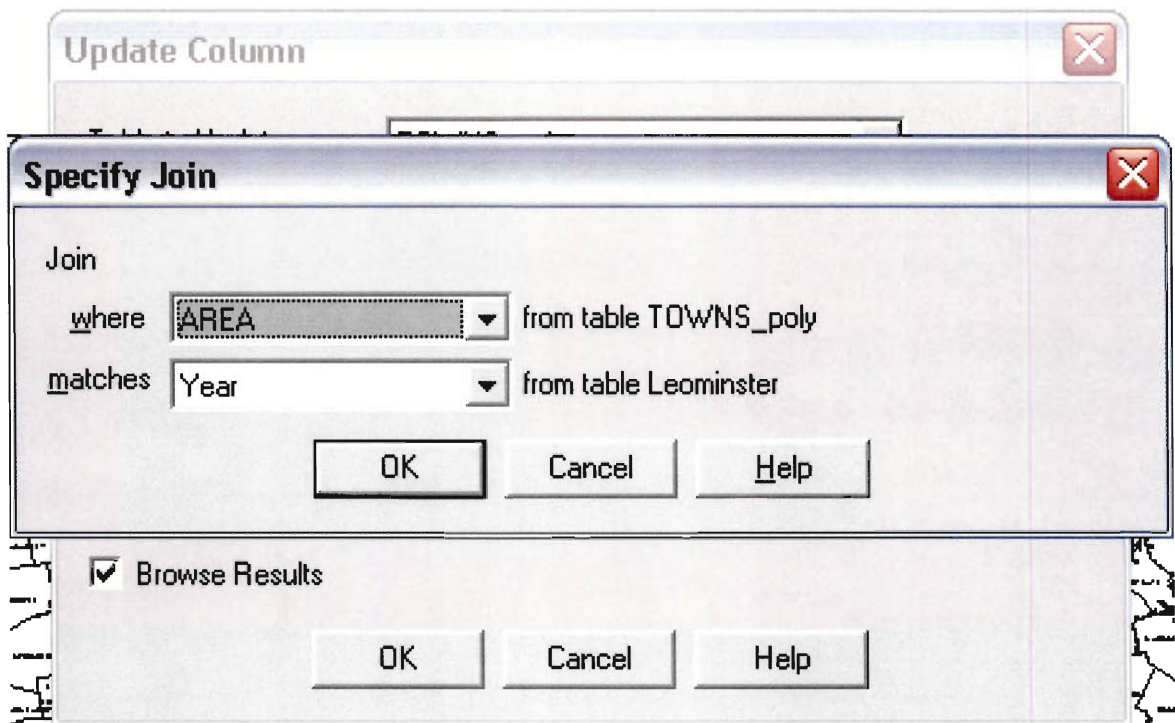 Update Column
Specify Join
Join
where AREA from table TOWNS_poly
matches Year from table Leominster
OK Cancel Help
Browse Results
OK Cancel Help